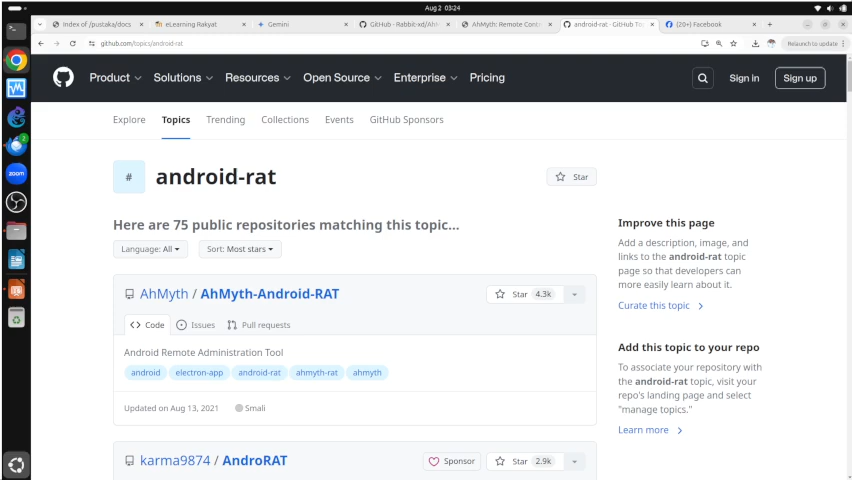 Aug 2 03:24
Index of /pustaka/docs
eLearning Rakyat
Gemini
GitHub - Rabbit-xd/AhM
AhMyth: Remote Cont
android-rat - GitHub To
(20+) Facebook
github.com/topics/android-rat
Relaunch to update
Product
Solutions
Resources
Open Source
Enterprise
Pricing
Sign in
Sign up
Explore
Topics
Trending
Collections
Events
GitHub Sponsors
#
android-rat
Star
Here are 75 public repositories matching this topic...
Language: All
Sort: Most stars
AhMyth / AhMyth-Android-RAT
Star 4.3k
Code
Issues
Pull requests
Android Remote Administration Tool
android electron-app android-rat ahmyth-rat ahmyth
Updated on Aug 13, 2021
Smali
karma9874 / AndroRAT
Sponsor
Star 2.9k
Improve this page
Add a description, image, and
links to the android-rat topic
page so that developers can
more easily learn about it.
Curate this topic
Add this topic to your repo
To associate your repository with
the android-rat topic, visit your
repo's landing page and select
"manage topics."
Learn more
zoom
2